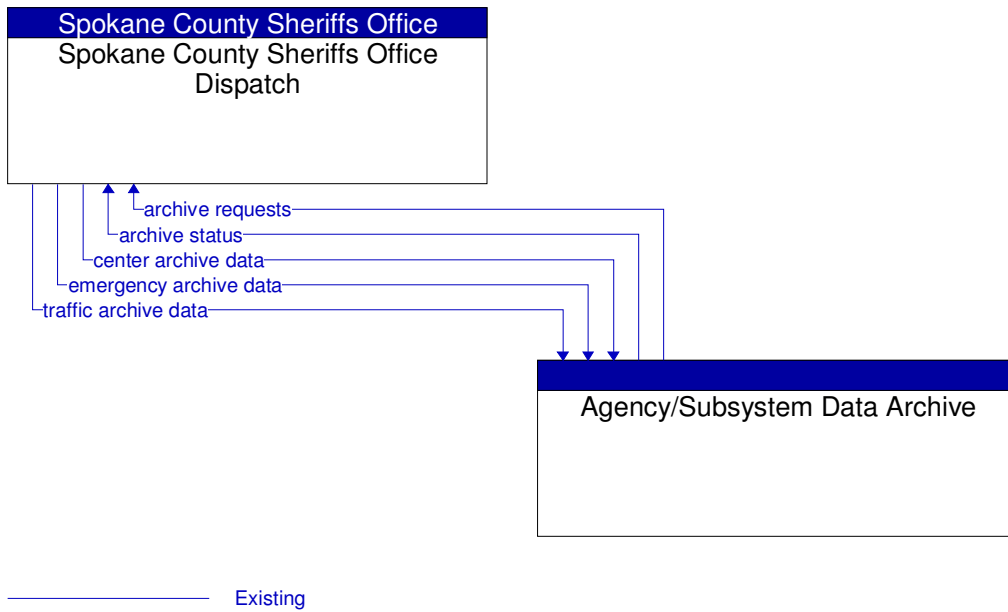 Spokane County Sheriffs Office
Spokane County Sheriffs Office
Dispatch
archive requests
archive status
center archive data
emergency archive data
traffic archive data
Agency/Subsystem Data Archive
Existing